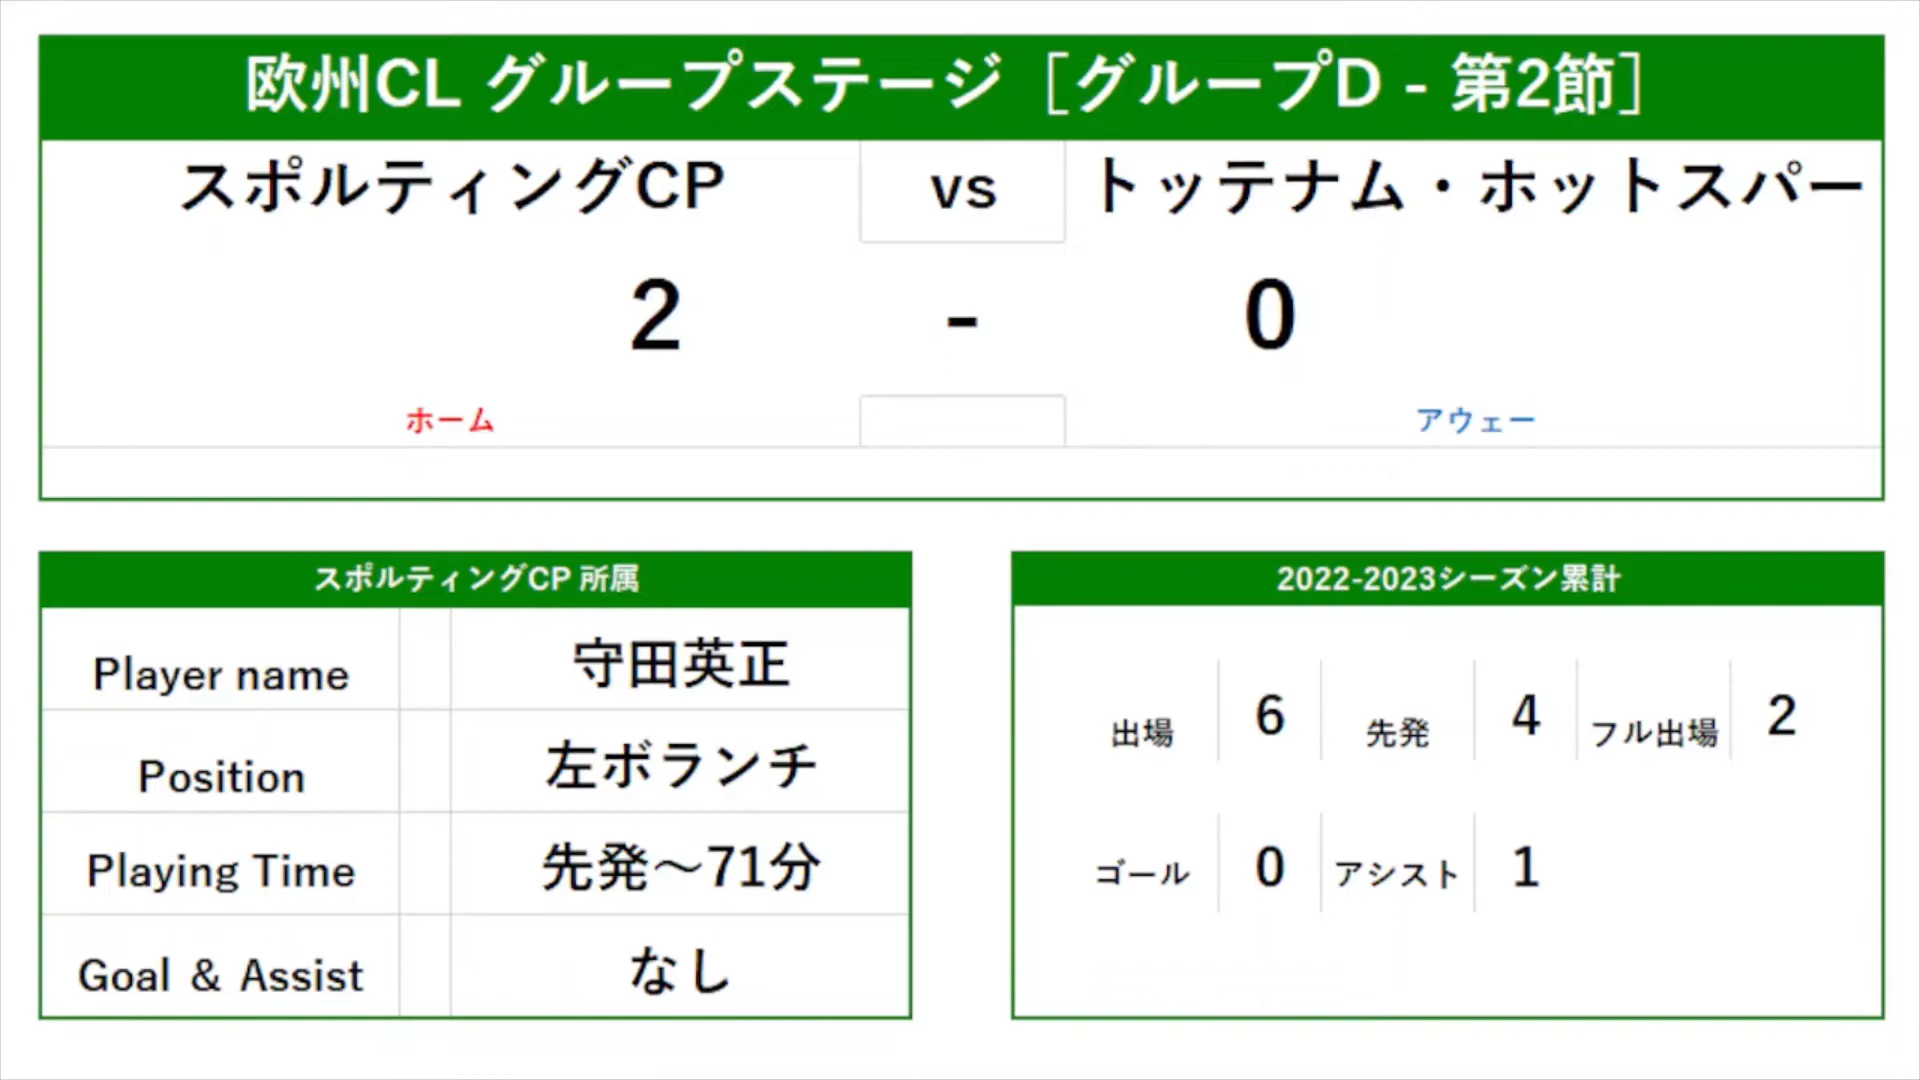 欧州CL グループステージ［グループD - 第2節］
スポルティングCP vs トッテナム・ホットスパー
2 - 0
ホーム アウェー
スポルティングCP 所属
Player name 守田英正
Position 左ボランチ
Playing Time 先発～71分
Goal & Assist なし
2022-2023シーズン累計
出場 6 先発 4 フル出場 2
ゴール 0 アシスト 1